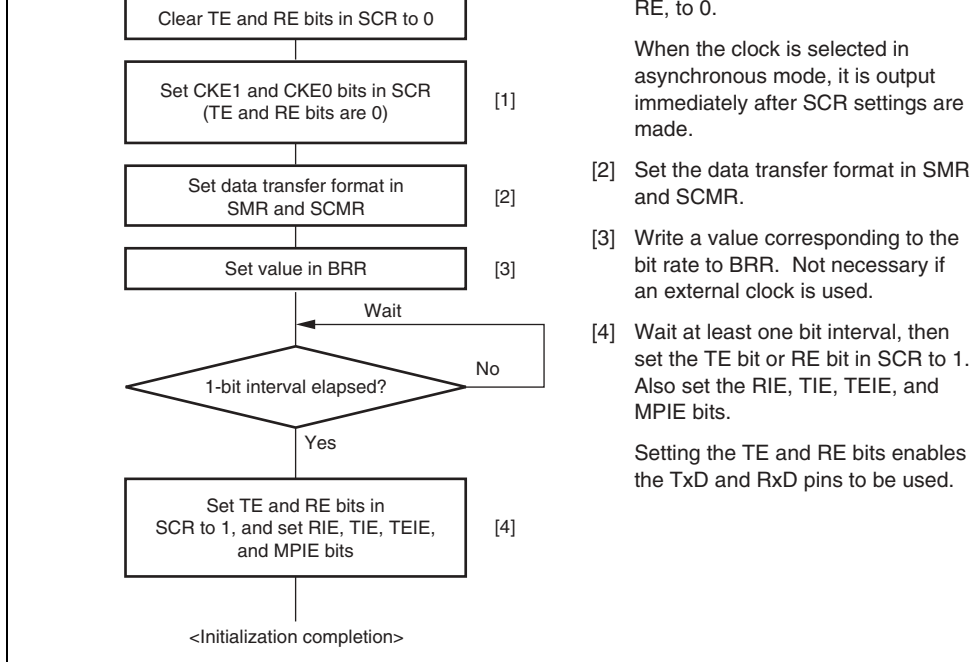 Clear TE and RE bits in SCR to 0
Set CKE1 and CKE0 bits in SCR
(TE and RE bits are 0)
[1]
Set data transfer format in
SMR and SCMR
[2]
Set value in BRR
[3]
Wait
1-bit interval elapsed?
No
Yes
Set TE and RE bits in
SCR to 1, and set RIE, TIE, TEIE,
and MPIE bits
[4]
<Initialization completion>
RE, to 0.
When the clock is selected in
asynchronous mode, it is output
immediately after SCR settings are
made.
[2] Set the data transfer format in SMR
and SCMR.
[3] Write a value corresponding to the
bit rate to BRR. Not necessary if
an external clock is used.
[4] Wait at least one bit interval, then
set the TE bit or RE bit in SCR to 1.
Also set the RIE, TIE, TEIE, and
MPIE bits.
Setting the TE and RE bits enables
the TxD and RxD pins to be used.